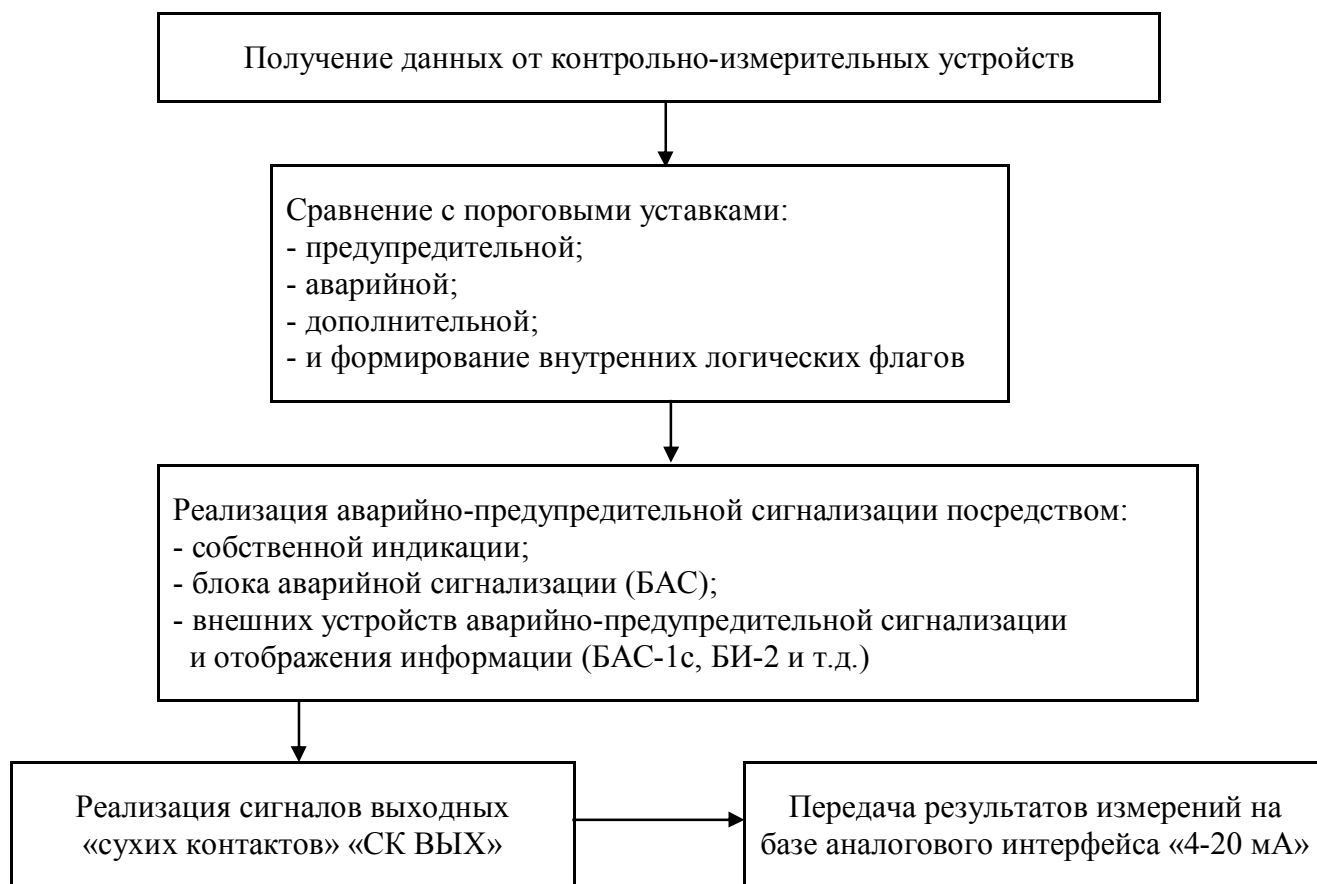 Получение данных от контрольно-измерительных устройств
Сравнение с пороговыми уставками:
- предупредительной;
- аварийной;
- дополнительной;
- и формирование внутренних логических флагов
Реализация аварийно-предупредительной сигнализации посредством:
- собственной индикации;
- блока аварийной сигнализации (БАС);
- внешних устройств аварийно-предупредительной сигнализации
и отображения информации (БАС-1с, БИ-2 и т.д.)
Реализация сигналов выходных
«сухих контактов» «СК ВЫХ»
Передача результатов измерений на
базе аналогового интерфейса «4-20 мА»